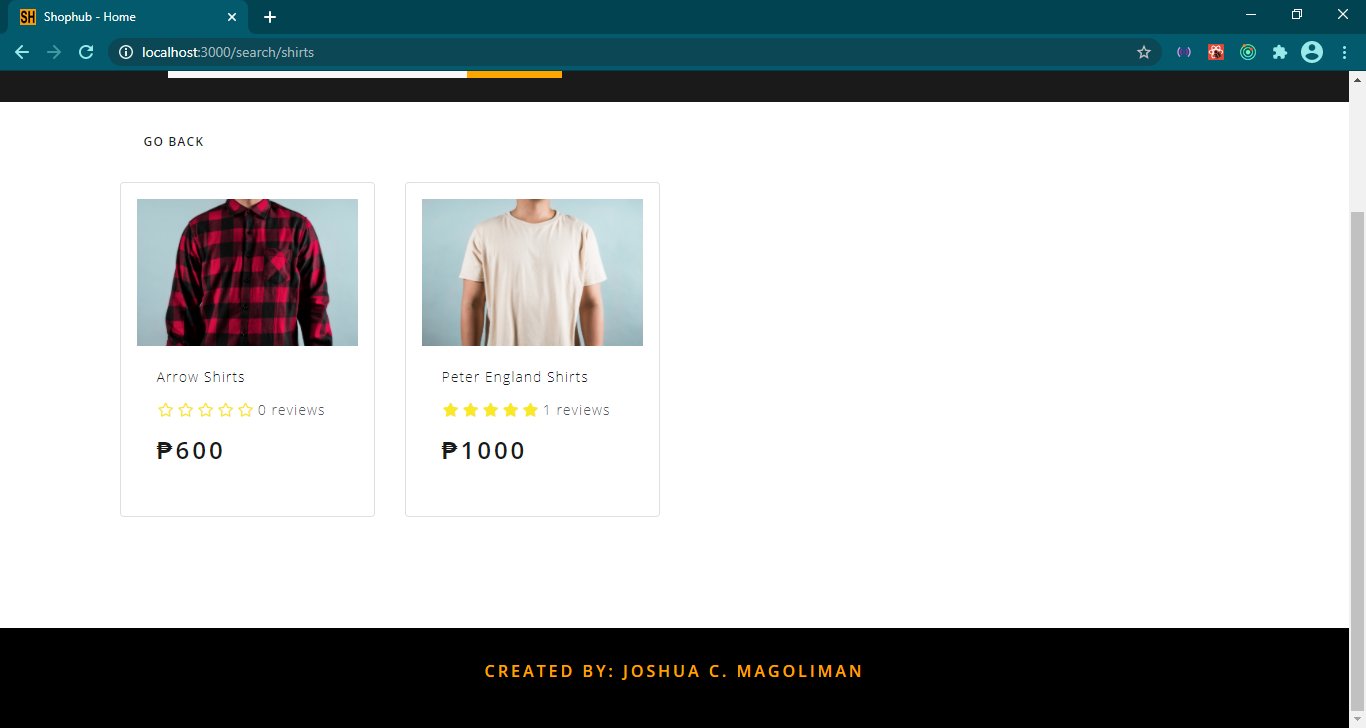 SH Shophub - Home
localhost:3000/search/shirts
GO BACK
Arrow Shirts
0 reviews
₱600
Peter England Shirts
1 reviews
₱1000
CREATED BY: JOSHUA C. MAGOLIMAN